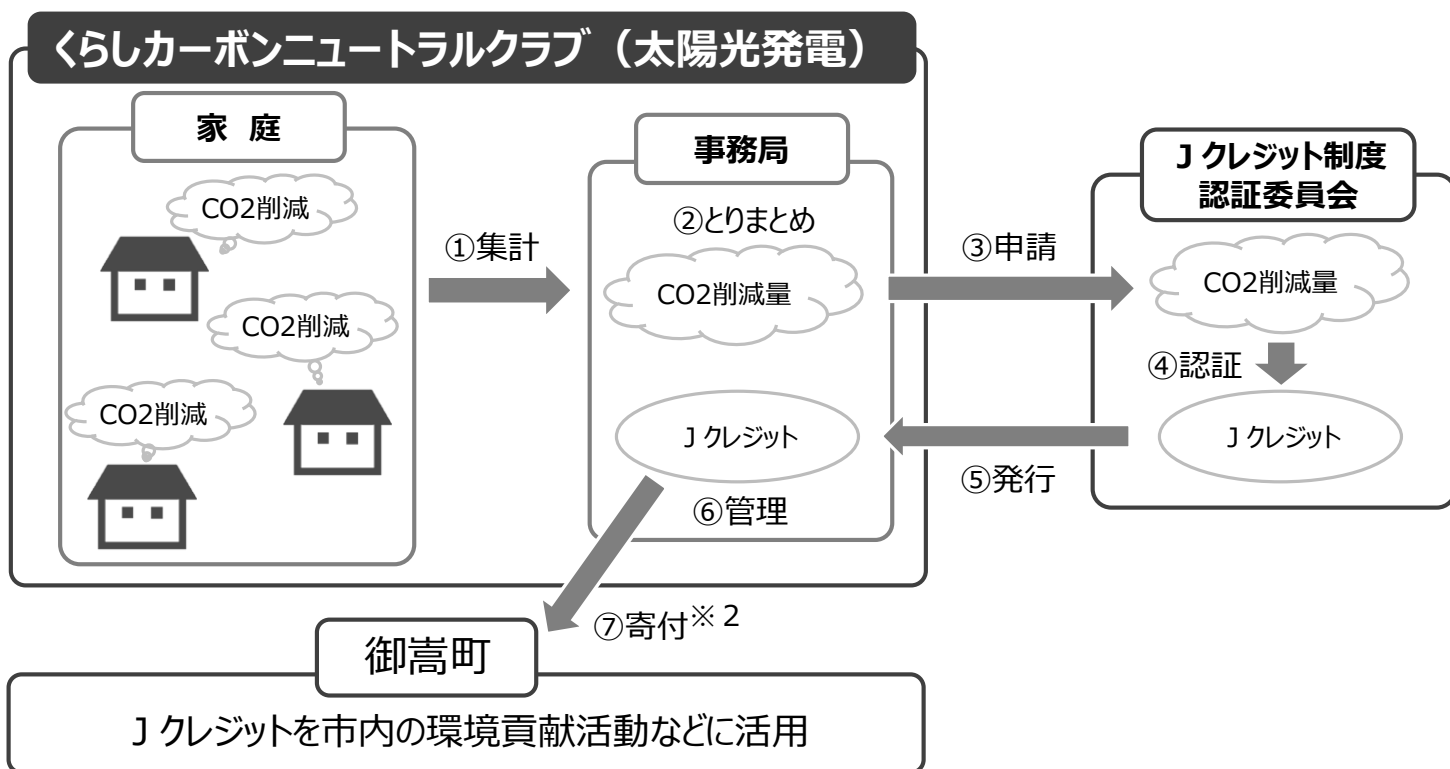 くらしカーボンニュートラルクラブ（太陽光発電）
家 庭
CO2削減
CO2削減
CO2削減
①集計
事務局
②とりまとめ
CO2削減量
Jクレジット
⑥管理
③申請
⑤発行
Jクレジット制度
認証委員会
CO2削減量
④認証
Jクレジット
⑦寄付※2
御嵩町
Jクレジットを市内の環境貢献活動などに活用